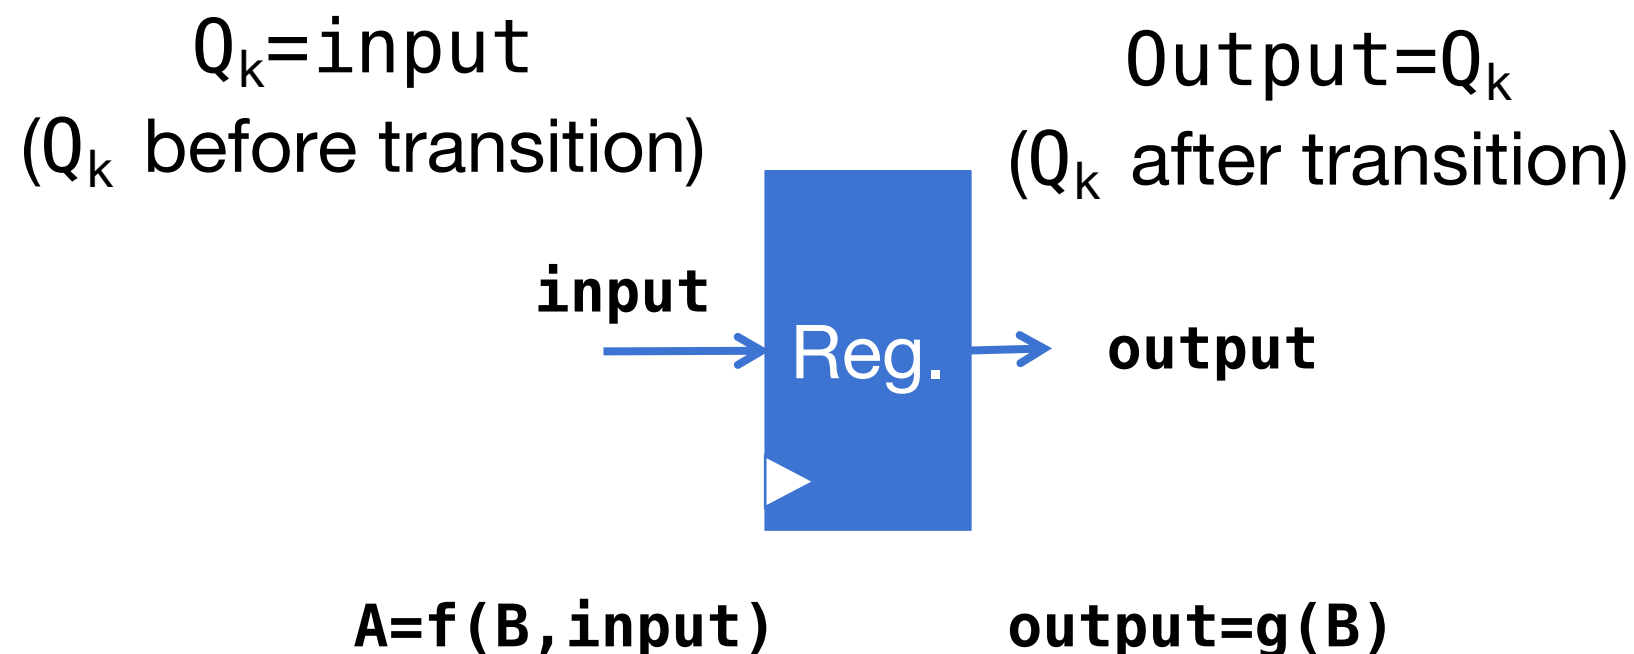 Qₖ=input
(Qₖ before transition)
Output=Qₖ
(Qₖ after transition)
input
Reg.
output
A=f(B,input)
output=g(B)